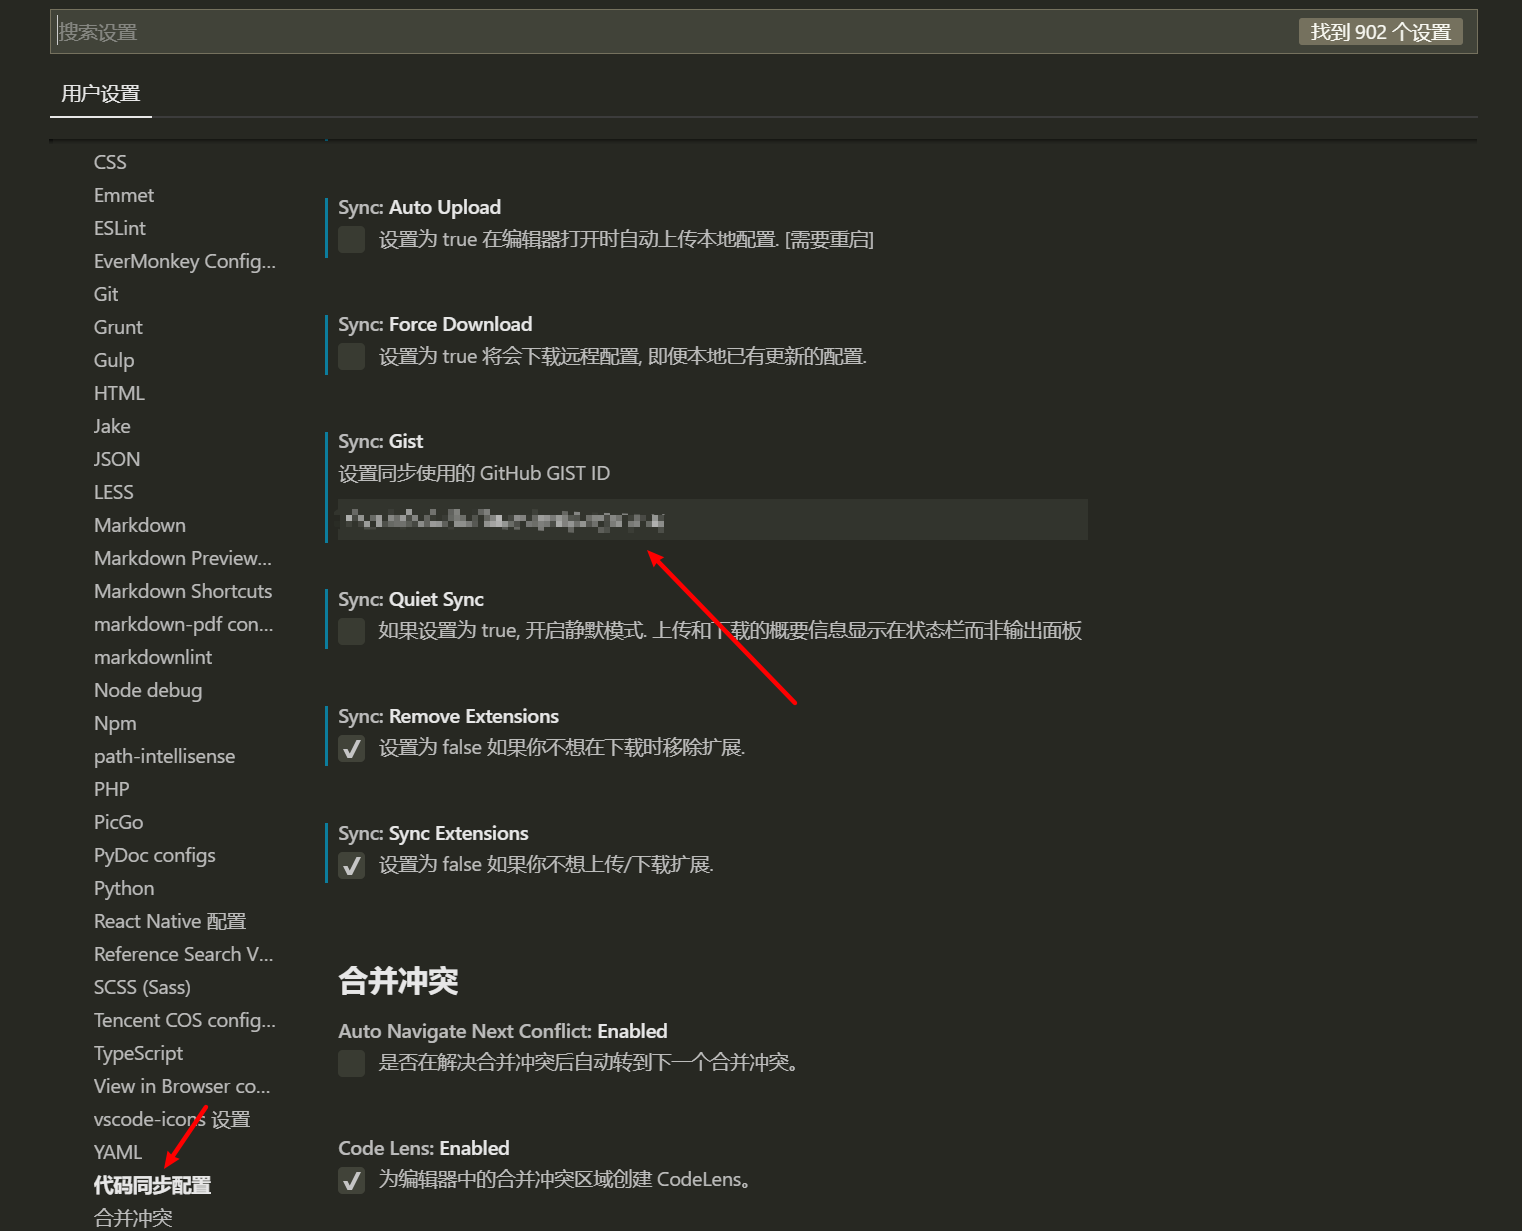 搜索设置
找到 902 个设置
用户设置
CSS
Emmet
ESLint
EverMonkey Config...
Git
Grunt
Gulp
HTML
Jake
JSON
LESS
Markdown
Markdown Preview...
Markdown Shortcuts
markdown-pdf con...
markdownlint
Node debug
Npm
path-intellisense
PHP
PicGo
PyDoc configs
Python
React Native 配置
Reference Search V...
SCSS (Sass)
Tencent COS config...
TypeScript
View in Browser co...
vscode-icons 设置
YAML
代码同步配置
合并冲突
Sync: Auto Upload
设置为 true 在编辑器打开时自动上传本地配置. [需要重启]
Sync: Force Download
设置为 true 将会下载远程配置, 即便本地已有更新的配置.
Sync: Gist
设置同步使用的 GitHub GIST ID
Sync: Quiet Sync
如果设置为 true, 开启静默模式. 上传和下载的概要信息显示在状态栏而非输出面板
Sync: Remove Extensions
设置为 false 如果你不想在下载时移除扩展.
Sync: Sync Extensions
设置为 false 如果你不想上传/下载扩展.
合并冲突
Auto Navigate Next Conflict: Enabled
是否在解决合并冲突后自动转到下一个合并冲突。
Code Lens: Enabled
为编辑器中的合并冲突区域创建 CodeLens。